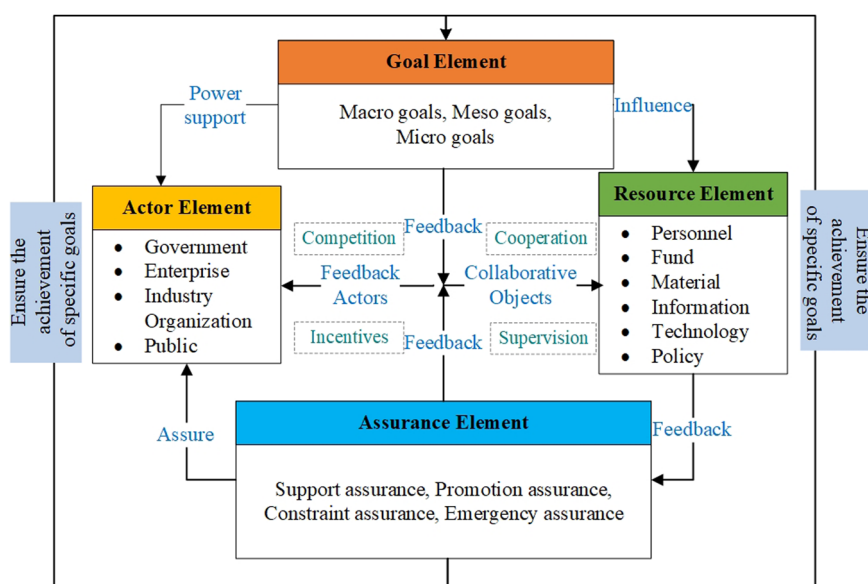 Goal Element
Macro goals, Meso goals,
Micro goals
Power
support
Influence
Actor Element
Government
Enterprise
Industry
Organization
Public
Resource Element
Personnel
Fund
Material
Information
Technology
Policy
Competition
Feedback
Cooperation
Feedback
Actors
Collaborative
Objects
Incentives
Feedback
Supervision
Ensure the
achievement
of specific goals
Ensure the
achievement
of specific goals
Assure
Feedback
Assurance Element
Support assurance, Promotion assurance,
Constraint assurance, Emergency assurance